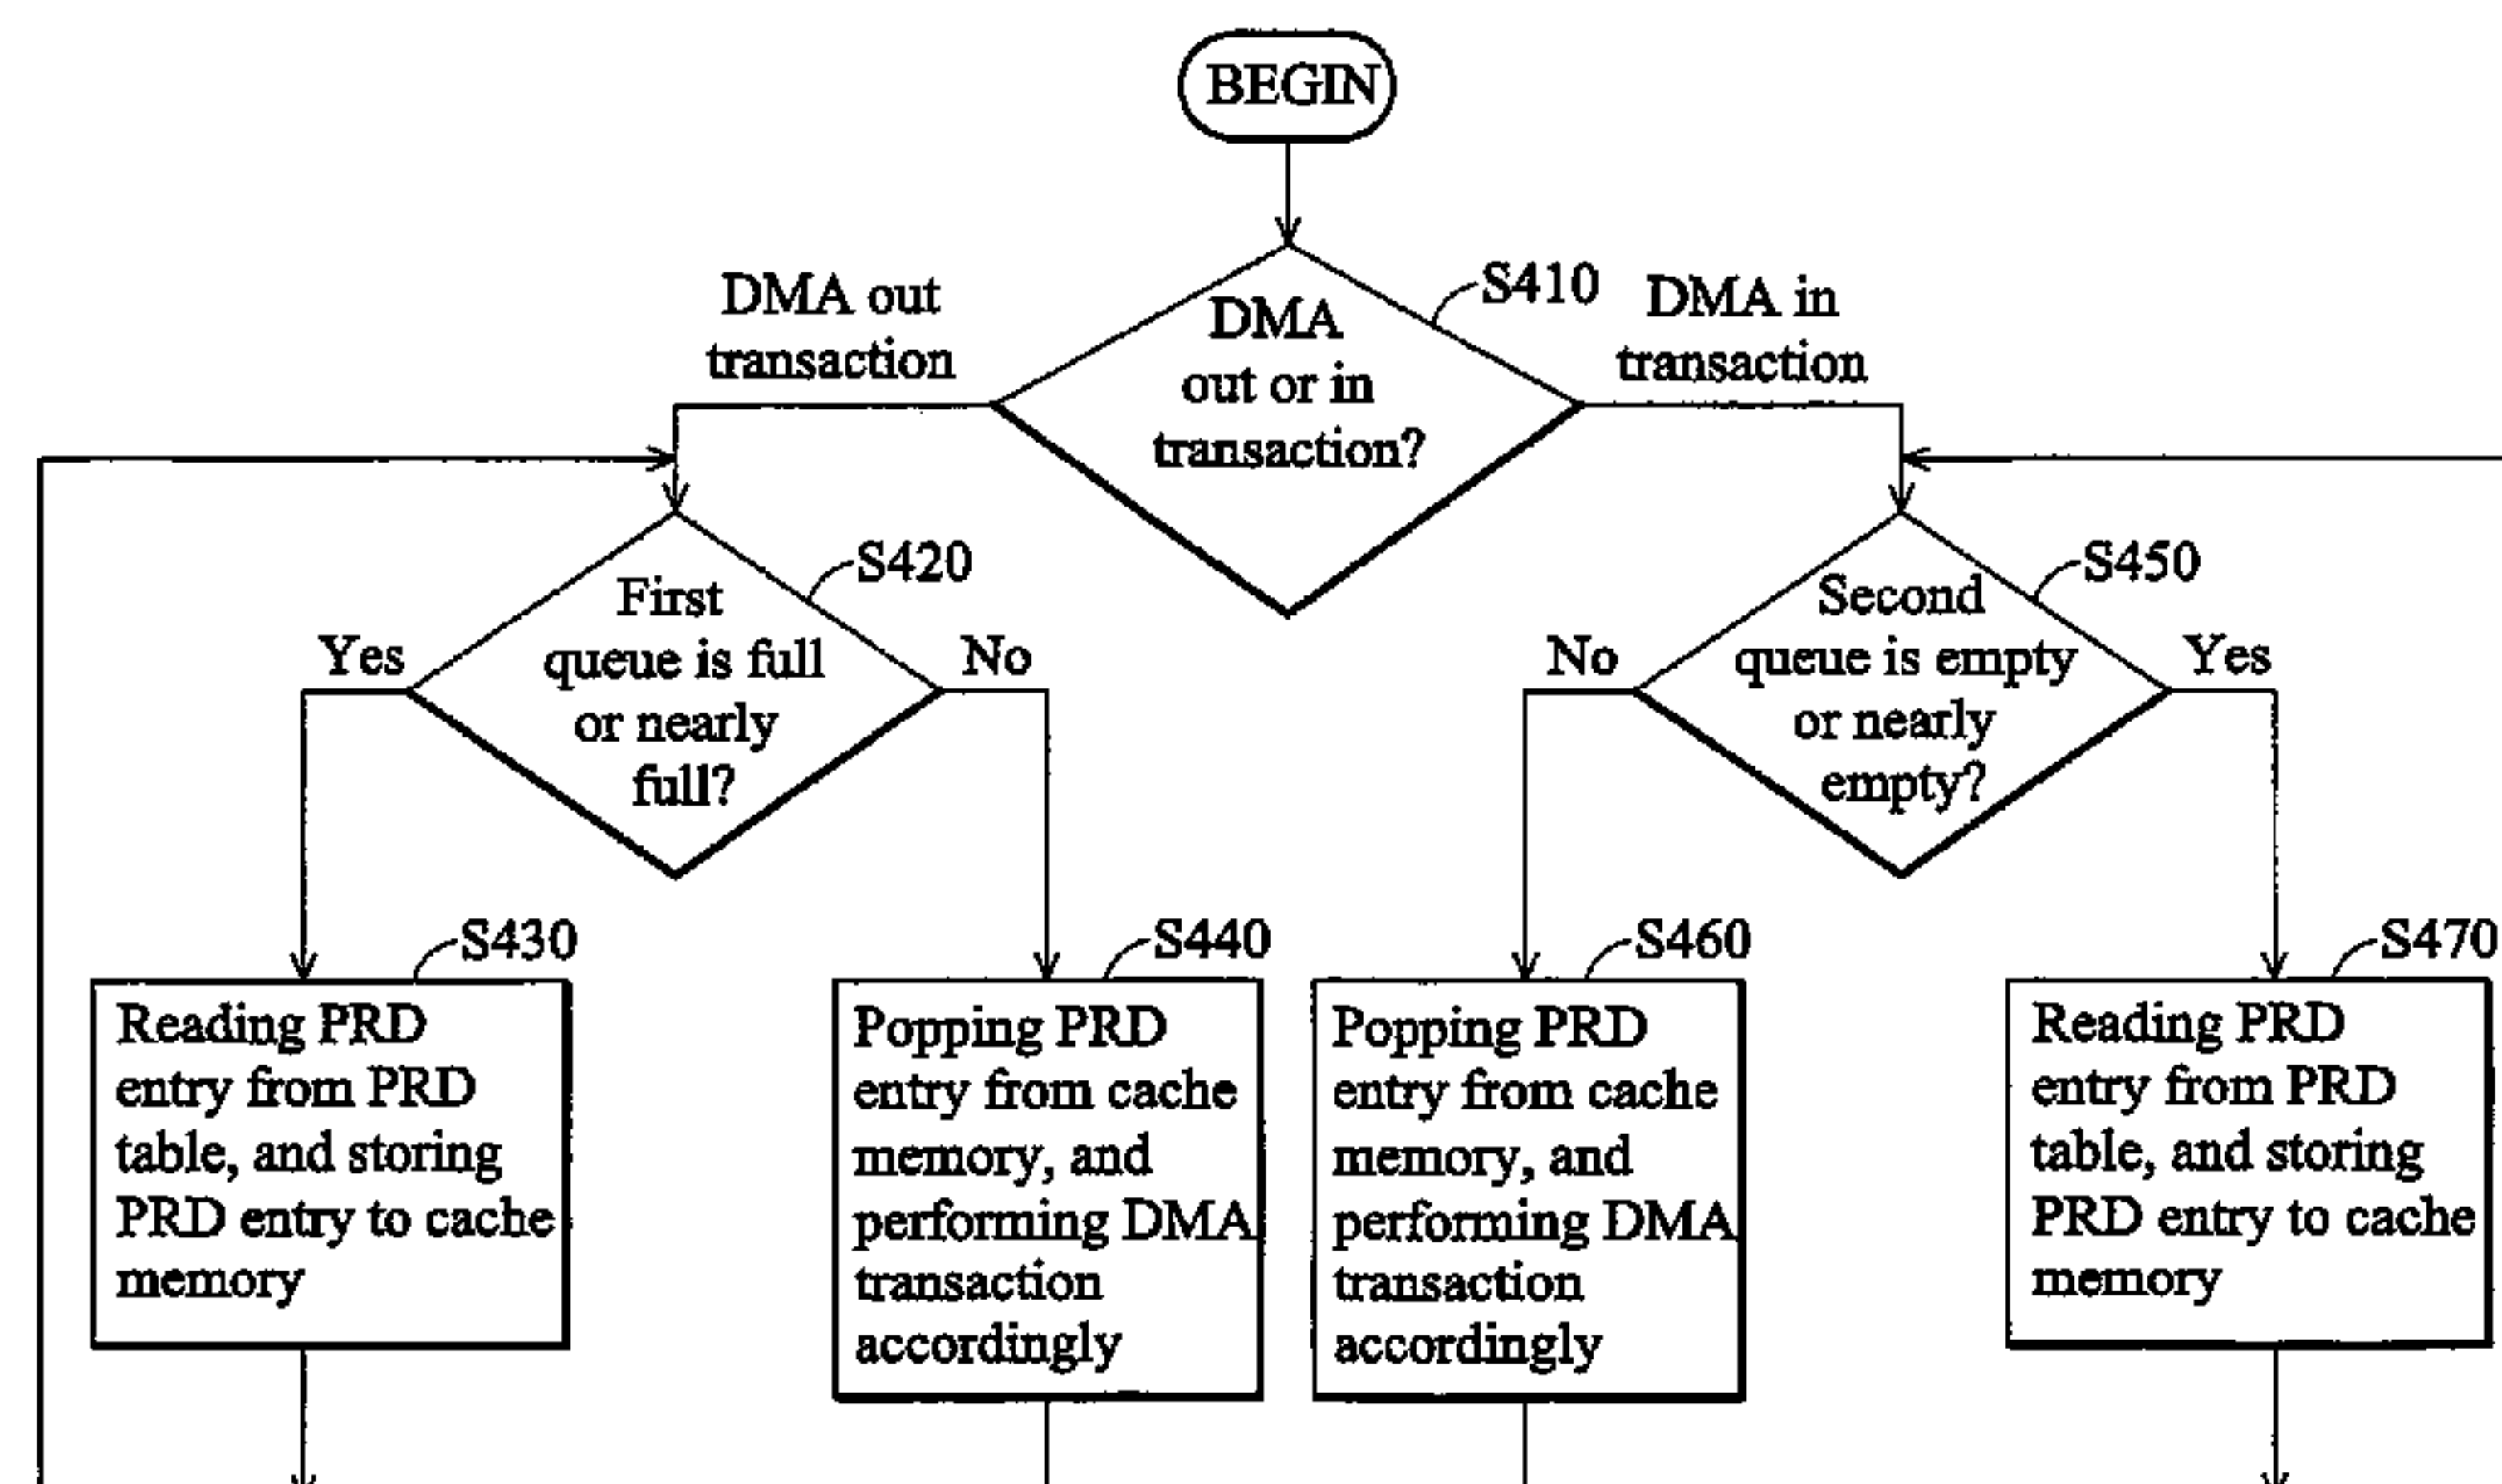 BEGIN
S410
DMA out
transaction
DMA
out or in
transaction?
DMA in
transaction
S420
First
queue is full
or nearly
full?
Yes
No
S450
Second
queue is empty
or nearly
empty?
No
Yes
S430
Reading PRD
entry from PRD
table, and storing
PRD entry to cache
memory
S440
Popping PRD
entry from cache
memory, and
performing DMA
transaction
accordingly
S460
Popping PRD
entry from cache
memory, and
performing DMA
transaction
accordingly
S470
Reading PRD
entry from PRD
table, and storing
PRD entry to cache
memory